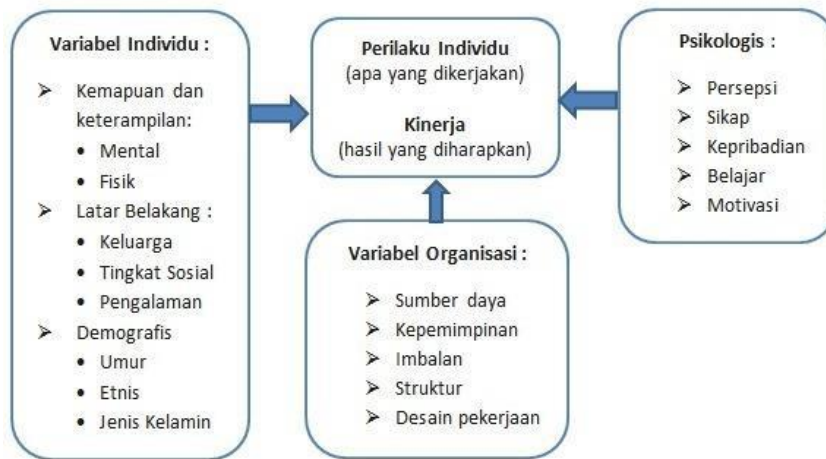 Variabel Individu :
➢ Kemapuan dan
keterampilan:
• Mental
• Fisik
➢ Latar Belakang :
• Keluarga
• Tingkat Sosial
• Pengalaman
➢ Demografis
• Umur
• Etnis
• Jenis Kelamin
Perilaku Individu
(apa yang dikerjakan)
Kinerja
(hasil yang diharapkan)
Variabel Organisasi :
➢ Sumber daya
➢ Kepemimpinan
➢ Imbalan
➢ Struktur
➢ Desain pekerjaan
Psikologis :
➢ Persepsi
➢ Sikap
➢ Kepribadian
➢ Belajar
➢ Motivasi